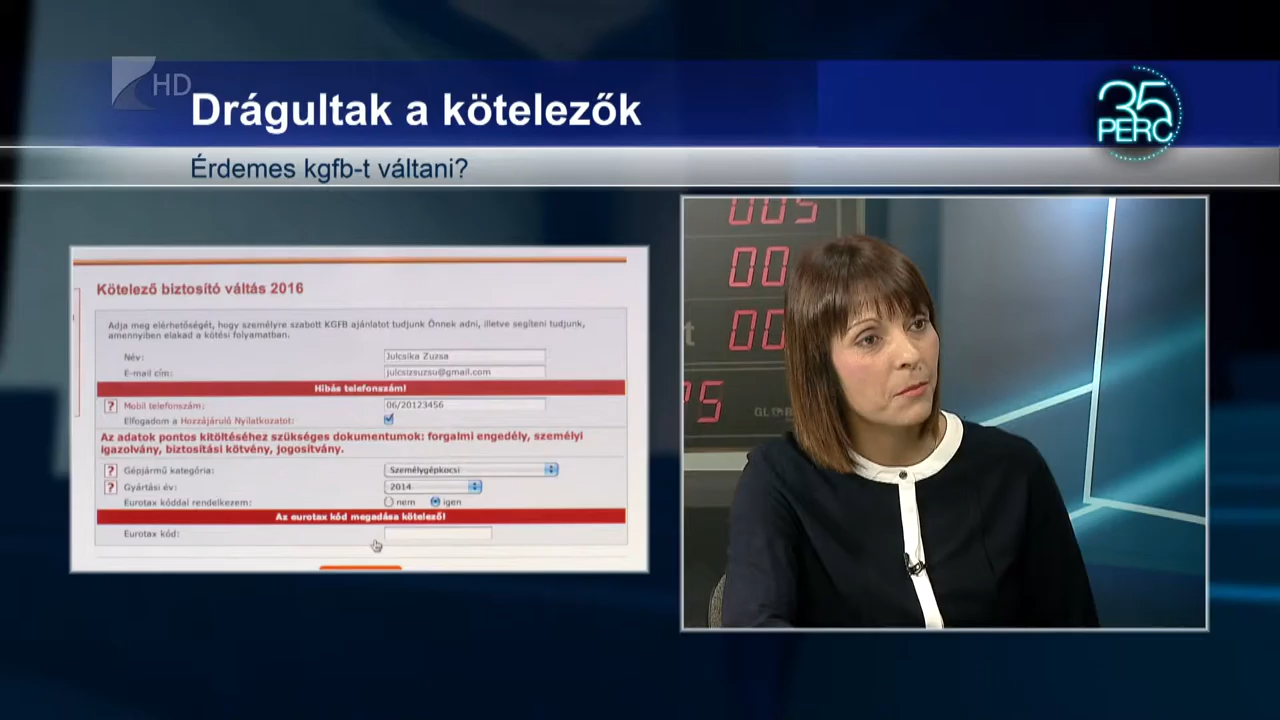 HD
Drágultak a kötelezők
35
PERC
Érdemes kgfb-t váltani?
Kötelező biztosító váltás 2016
Adja meg elérhetőségét, hogy személyre szabott KGFB ajánlatot tudjunk Önnek adni, illetve segíteni tudjunk,
amennyiben elakad a kötési folyamatban.
Név: Julcsika Zuzsa
E-mail cím: julcsizsuzsu@gmail.com
Hibás telefonszám!
? Mobil telefonszám: 06/20123456
Elfogadom a Hozzájáruló Nyilatkozatot:
Az adatok pontos kitöltéséhez szükséges dokumentumok: forgalmi engedély, személyi
igazolvány, biztosítási kötvény, jogosítvány.
? Gépjármű kategória: Személygépkocsi
? Gyártási év: 2014
Eurotax kóddal rendelkezem: nem igen
Az eurotax kód megadása kötelező!
Eurotax kód:
005
00
00
t